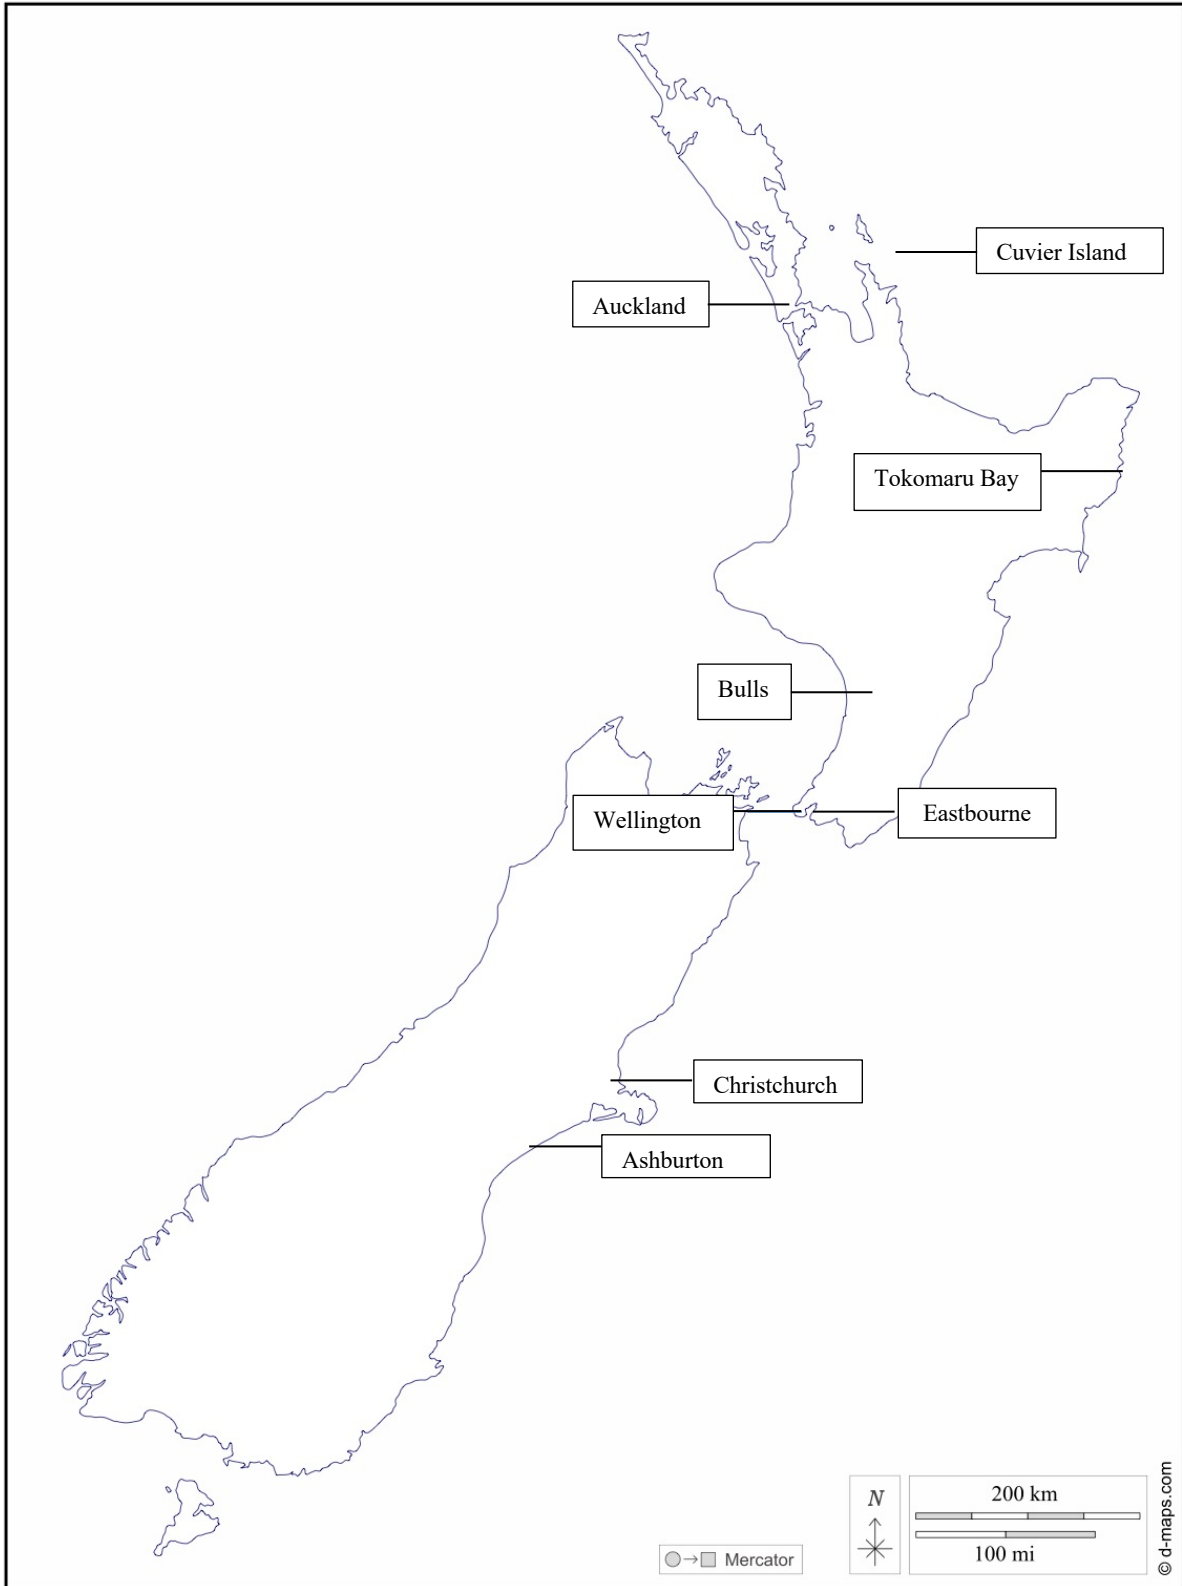 Cuvier Island
Auckland
Tokomaru Bay
Bulls
Wellington
Eastbourne
Christchurch
Ashburton
N
200 km
100 mi
Mercator
© d-maps.com